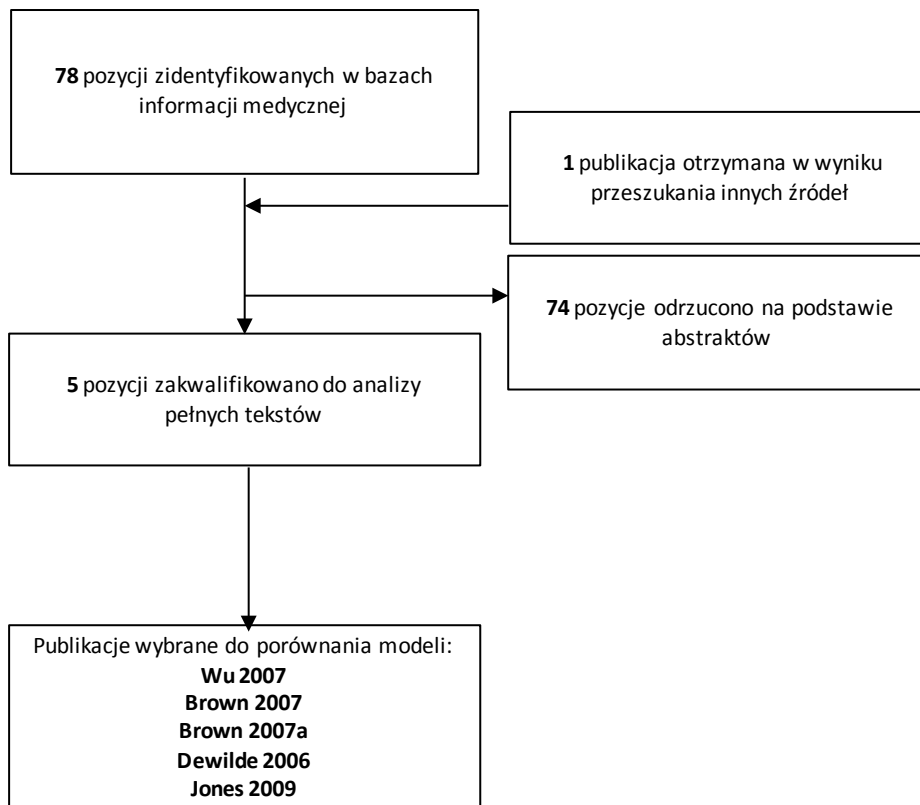 78 pozycji zidentyfikowanych w bazach
informacji medycznej
1 publikacja otrzymana w wyniku
przeszukania innych źródeł
74 pozycje odrzucono na podstawie
abstraktów
5 pozycji zakwalifikowano do analizy
pełnych tekstów
Publikacje wybrane do porównania modeli:
Wu 2007
Brown 2007
Brown 2007a
Dewilde 2006
Jones 2009